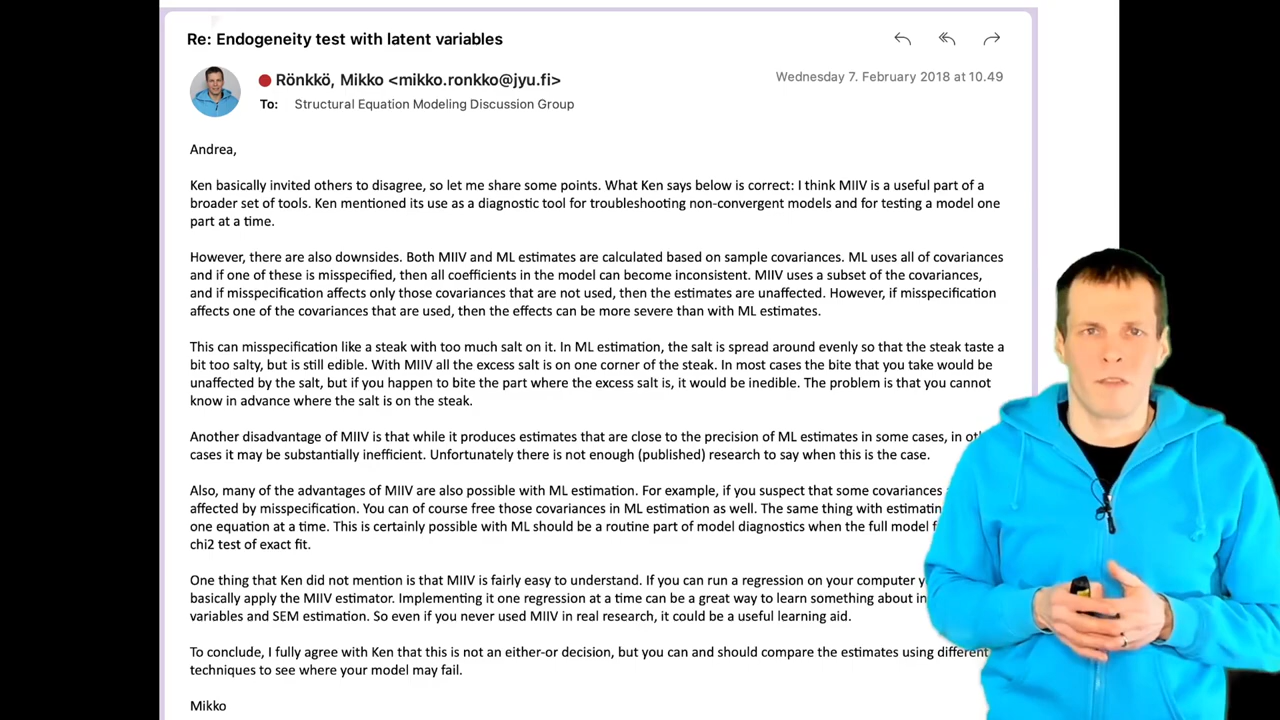 Re: Endogeneity test with latent variables
Rönkkö, Mikko <mikko.ronkko@jyu.fi>
Wednesday 7. February 2018 at 10.49
To: Structural Equation Modeling Discussion Group
Andrea,
Ken basically invited others to disagree, so let me share some points. What Ken says below is correct: I think MIIV is a useful part of a
broader set of tools. Ken mentioned its use as a diagnostic tool for troubleshooting non-convergent models and for testing a model one
part at a time.
However, there are also downsides. Both MIIV and ML estimates are calculated based on sample covariances. ML uses all of covariances
and if one of these is misspecified, then all coefficients in the model can become inconsistent. MIIV uses a subset of the covariances,
and if misspecification affects only those covariances that are not used, then the estimates are unaffected. However, if misspecification
affects one of the covariances that are used, then the effects can be more severe than with ML estimates.
This can misspecification like a steak with too much salt on it. In ML estimation, the salt is spread around evenly so that the steak taste a
bit too salty, but is still edible. With MIIV all the excess salt is on one corner of the steak. In most cases the bite that you take would be
unaffected by the salt, but if you happen to bite the part where the excess salt is, it would be inedible. The problem is that you cannot
know in advance where the salt is on the steak.
Another disadvantage of MIIV is that while it produces estimates that are close to the precision of ML estimates in some cases, in
cases it may be substantially inefficient. Unfortunately there is not enough (published) research to say when this is the case.
Also, many of the advantages of MIIV are also possible with ML estimation. For example, if you suspect that some covariances
affected by misspecification. You can of course free those covariances in ML estimation as well. The same thing with
one equation at a time. This is certainly possible with ML should be a routine part of model diagnostics when the full model
chi2 test of exact fit.
One thing that Ken did not mention is that MIIV is fairly easy to understand. If you can run a regression on your computer
basically apply the MIIV estimator. Implementing it one regression at a time can be a great way to learn something about
variables and SEM estimation. So even if you never used MIIV in real research, it could be a useful learning aid.
To conclude, I fully agree with Ken that this is not an either-or decision, but you can and should compare the estimates using different
techniques to see where your model may fail.
Mikko